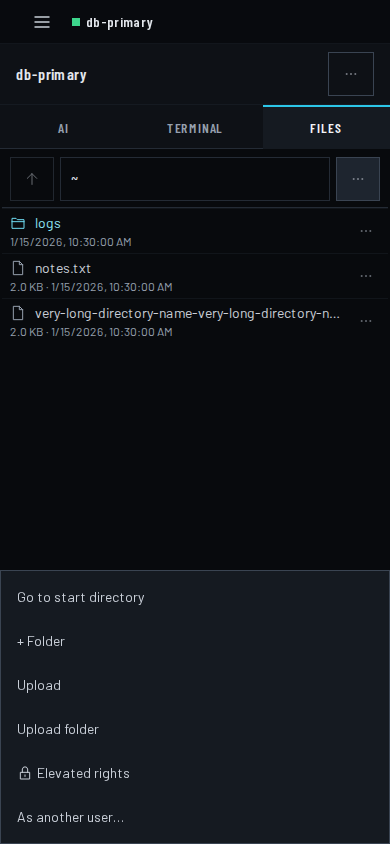 db-primary
db-primary
...
AI
TERMINAL
FILES
~
...
logs
1/15/2026, 10:30:00 AM
...
notes.txt
2.0 KB · 1/15/2026, 10:30:00 AM
...
very-long-directory-name-very-long-directory-n...
2.0 KB · 1/15/2026, 10:30:00 AM
...
Go to start directory
+ Folder
Upload
Upload folder
Elevated rights
As another user...